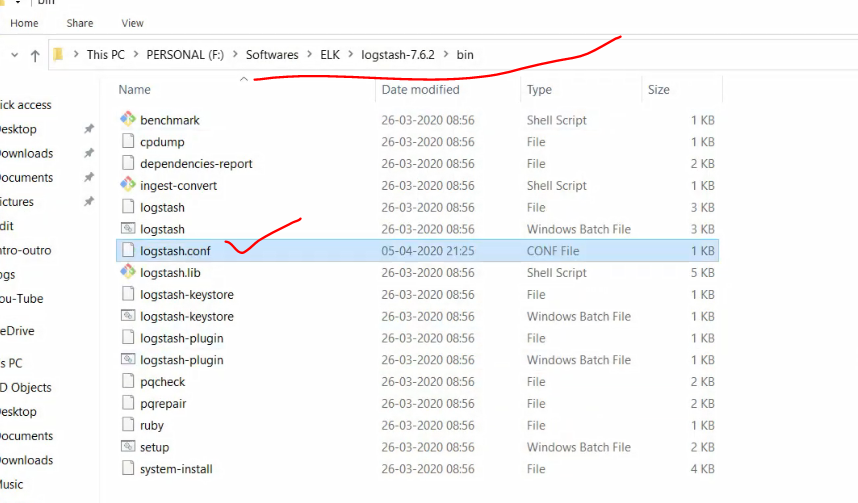 bin
Home Share View
This PC > PERSONAL (F:) > Softwares > ELK > logstash-7.6.2 > bin
Name Date modified Type Size
ick access
esktop
ownloads
ocuments
ictures
dit
ntro-outro
ogs
ou-Tube
eDrive
s PC
D Objects
esktop
ocuments
ownloads
Music
benchmark 26-03-2020 08:56 Shell Script 1 KB
cpdump 26-03-2020 08:56 File 1 KB
dependencies-report 26-03-2020 08:56 File 2 KB
ingest-convert 26-03-2020 08:56 Shell Script 1 KB
logstash 26-03-2020 08:56 File 3 KB
logstash 26-03-2020 08:56 Windows Batch File 3 KB
logstash.conf 05-04-2020 21:25 CONF File 1 KB
logstash.lib 26-03-2020 08:56 Shell Script 5 KB
logstash-keystore 26-03-2020 08:56 File 1 KB
logstash-keystore 26-03-2020 08:56 Windows Batch File 1 KB
logstash-plugin 26-03-2020 08:56 File 1 KB
logstash-plugin 26-03-2020 08:56 Windows Batch File 1 KB
pqcheck 26-03-2020 08:56 File 2 KB
pqrepair 26-03-2020 08:56 File 2 KB
ruby 26-03-2020 08:56 File 1 KB
setup 26-03-2020 08:56 Windows Batch File 2 KB
system-install 26-03-2020 08:56 File 4 KB